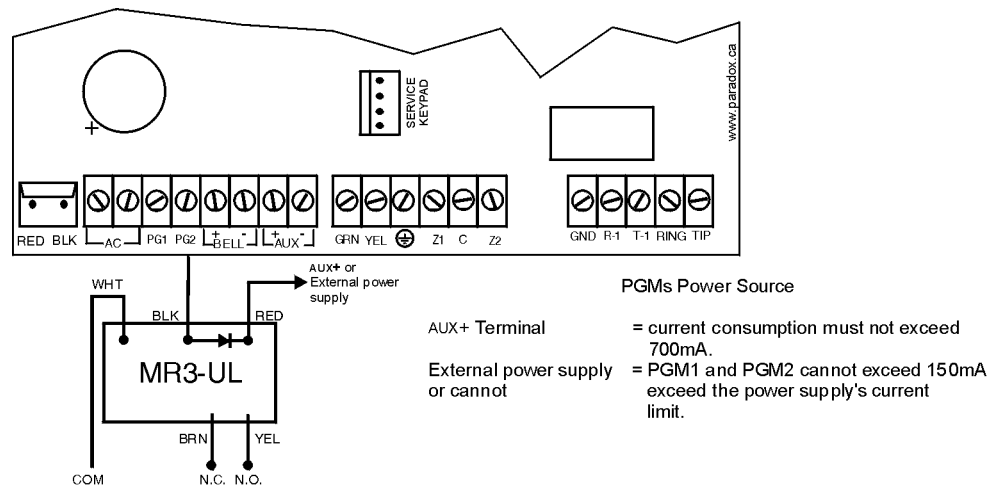 www.paradox.ca
SERVICE
KEYPAD
+
RED BLK AC PG1 PG2 + BELL - + AUX - GRN YEL Z1 C Z2 GND R-1 T-1 RING TIP
AUX+ or
External power
supply
WHT
BLK RED
MR3-UL
BRN YEL
COM N.C. N.O.
PGMs Power Source
AUX+ Terminal = current consumption must not exceed
700mA.
External power supply = PGM1 and PGM2 cannot exceed 150mA
or cannot exceed the power supply's current
limit.